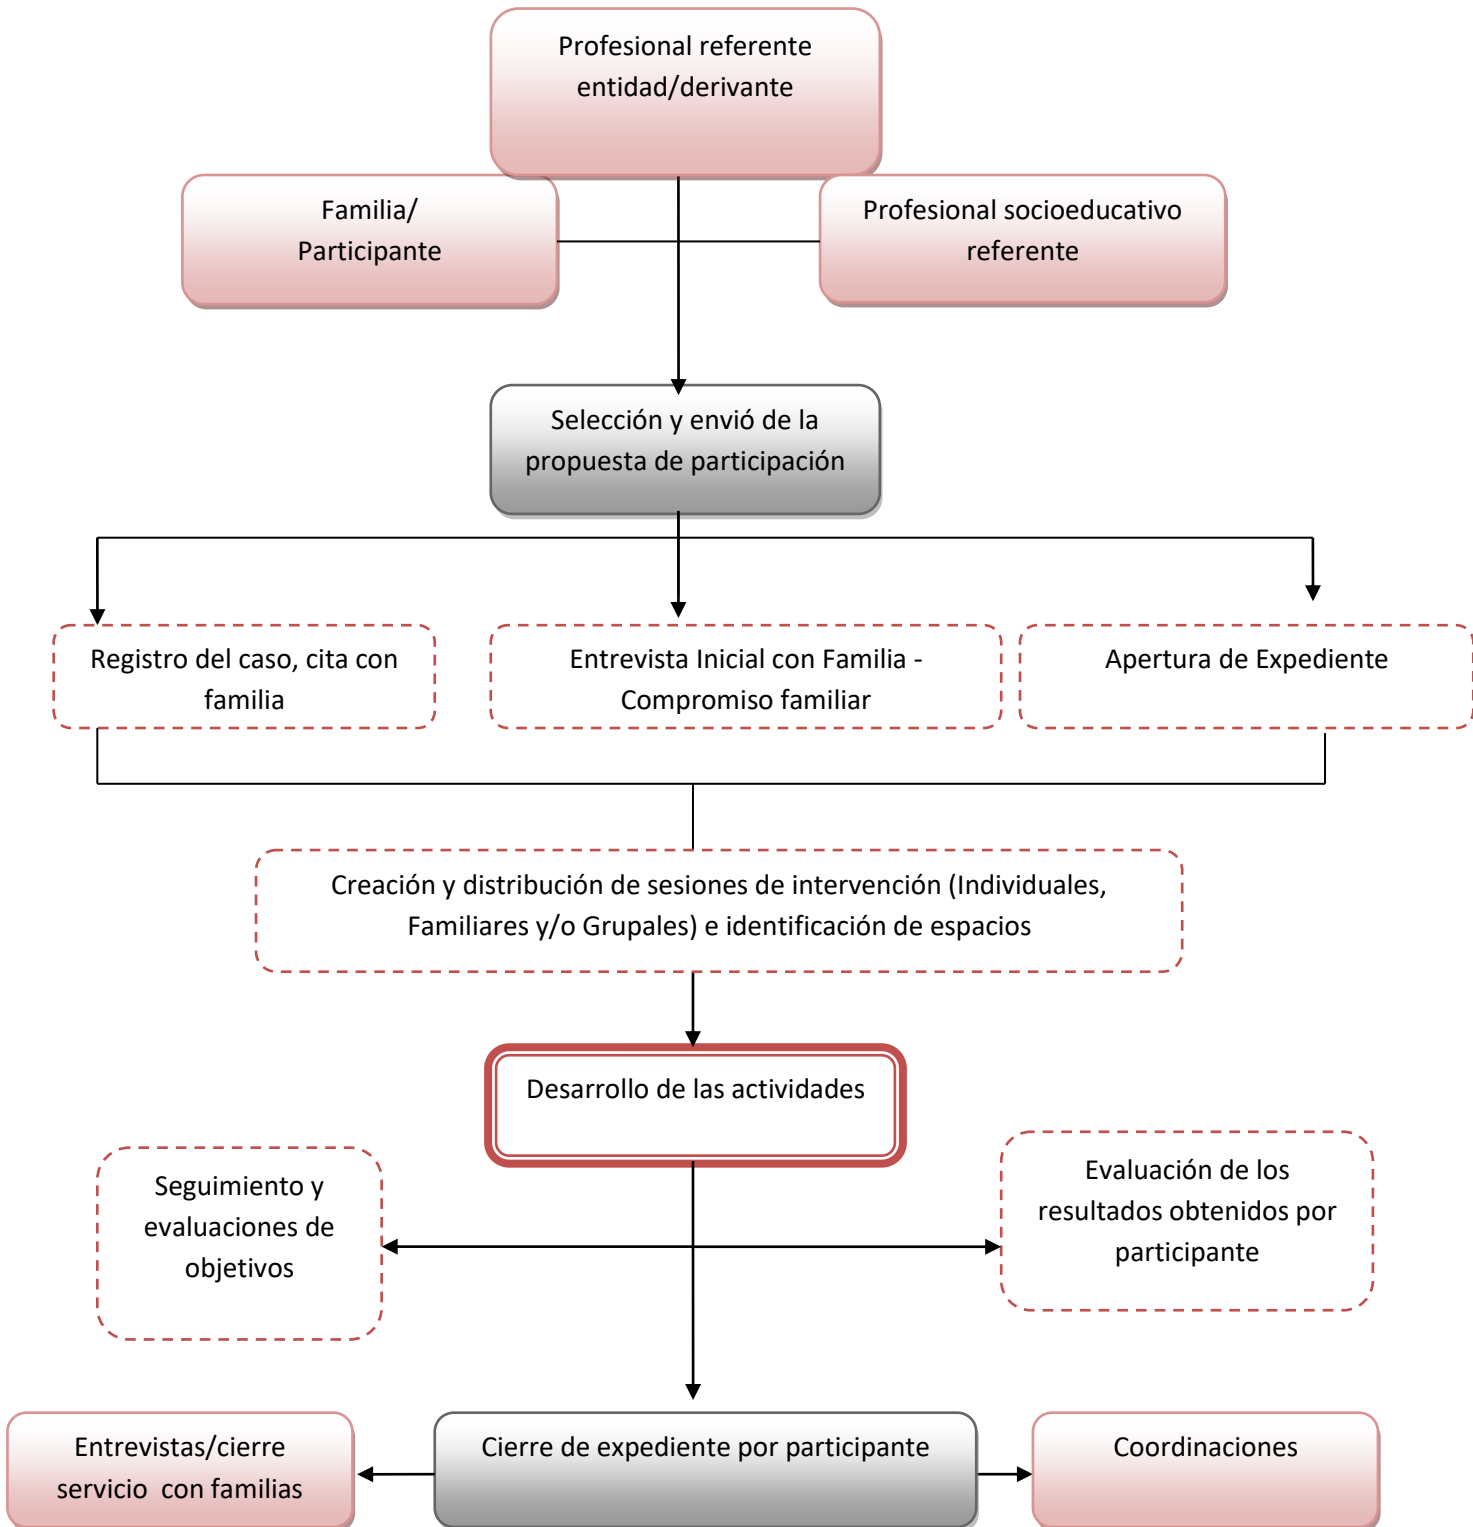 Profesional referente
entidad/derivante
Familia/
Participante
Profesional socioeducativo
referente
Selección y envió de la
propuesta de participación
Registro del caso, cita con
familia
Entrevista Inicial con Familia -
Compromiso familiar
Apertura de Expediente
Creación y distribución de sesiones de intervención (Individuales,
Familiares y/o Grupales) e identificación de espacios
Desarrollo de las actividades
Seguimiento y
evaluaciones de
objetivos
Evaluación de los
resultados obtenidos por
participante
Entrevistas/cierre
servicio  con familias
Cierre de expediente por participante
Coordinaciones